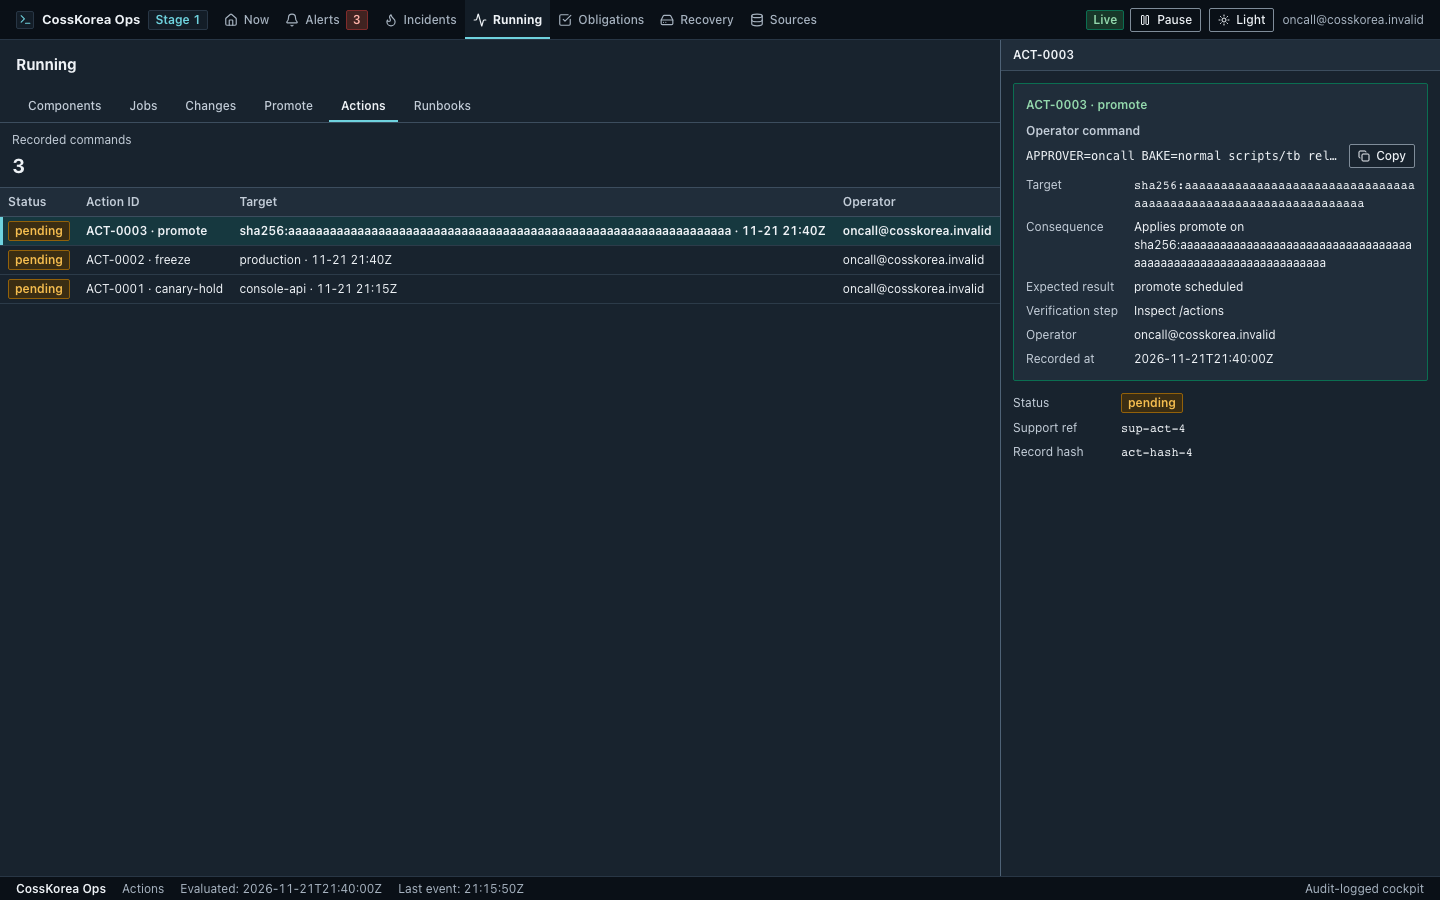 CossKorea Ops Stage 1 Now Alerts 3 Incidents Running Obligations Recovery Sources Live Pause Light oncall@cosskorea.invalid
Running
Components Jobs Changes Promote Actions Runbooks
Recorded commands
3
Status Action ID Target Operator
pending ACT-0003 · promote sha256:aaaaaaaaaaaaaaaaaaaaaaaaaaaaaaaaaaaaaaaaaaaaaaaaaaaaaaaaaaaaaaaa · 11-21 21:40Z oncall@cosskorea.invalid
pending ACT-0002 · freeze production · 11-21 21:40Z oncall@cosskorea.invalid
pending ACT-0001 · canary-hold console-api · 11-21 21:15Z oncall@cosskorea.invalid
ACT-0003
ACT-0003 · promote
Operator command
APPROVER=oncall BAKE=normal scripts/tb rel… Copy
Target sha256:aaaaaaaaaaaaaaaaaaaaaaaaaaaaaaaa
aaaaaaaaaaaaaaaaaaaaaaaaaaaaaaaa
Consequence Applies promote on
sha256:aaaaaaaaaaaaaaaaaaaaaaaaaaaaaaaaaaa
aaaaaaaaaaaaaaaaaaaaaaaaaaaaa
Expected result promote scheduled
Verification step Inspect /actions
Operator oncall@cosskorea.invalid
Recorded at 2026-11-21T21:40:00Z
Status pending
Support ref sup-act-4
Record hash act-hash-4
CossKorea Ops Actions Evaluated: 2026-11-21T21:40:00Z Last event: 21:15:50Z Audit-logged cockpit